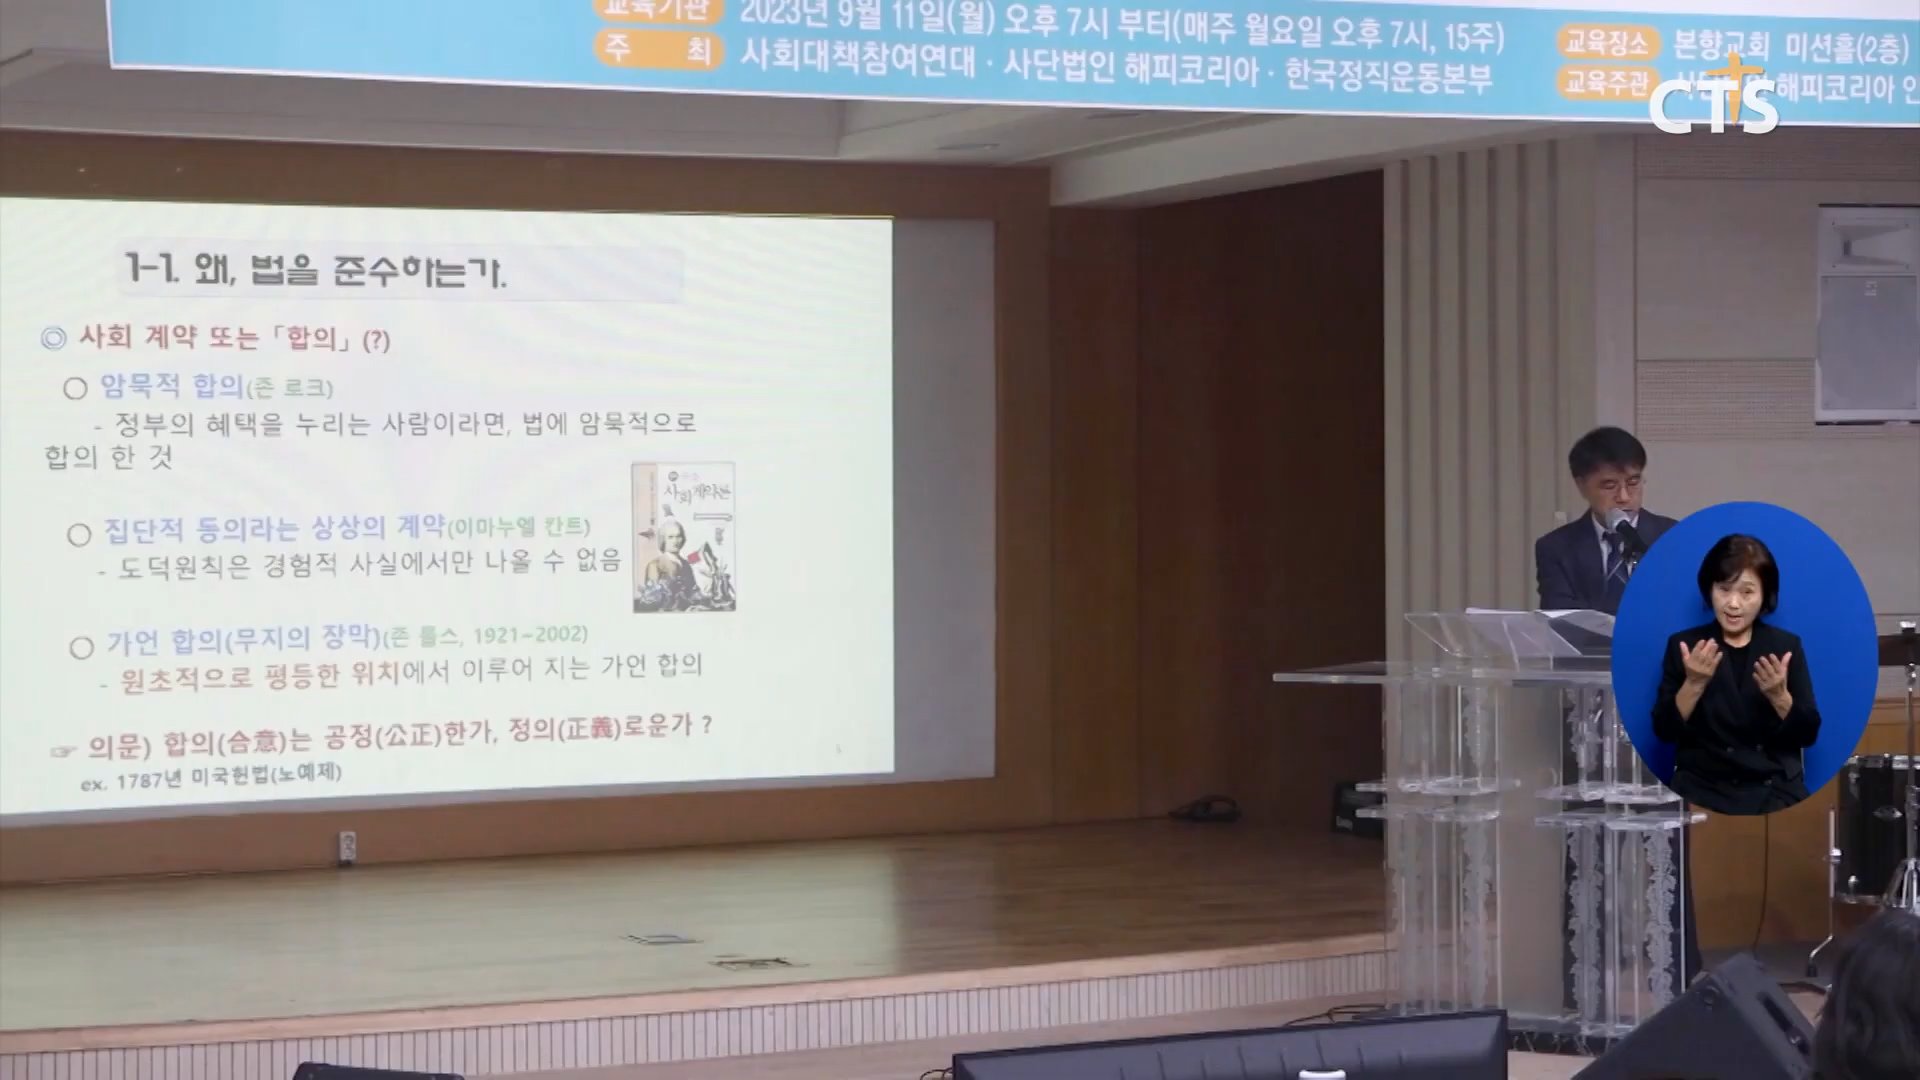 교육기관 2023년 9월 11일(월) 오후 7시 부터(매주 월요일 오후 7시, 15주)
주 최 사회대책참여연대 · 사단법인 해피코리아 · 한국정직운동본부
교육장소 본향교회 미션홀(2층)
교육주관 해피코리아
CTS
1-1. 왜, 법을 준수하는가.
◎ 사회 계약 또는 「합의」(?)
○ 암묵적 합의(존 로크)
- 정부의 혜택을 누리는 사람이라면, 법에 암묵적으로
합의 한 것
사회계약론
○ 집단적 동의라는 상상의 계약(이마누엘 칸트)
- 도덕원칙은 경험적 사실에서만 나올 수 없음
○ 가언 합의(무지의 장막)(존 롤스, 1921~2002)
- 원초적으로 평등한 위치에서 이루어 지는 가언 합의
☞ 의문) 합의(合意)는 공정(公正)한가, 정의(正義)로운가 ?
ex. 1787년 미국헌법(노예제)